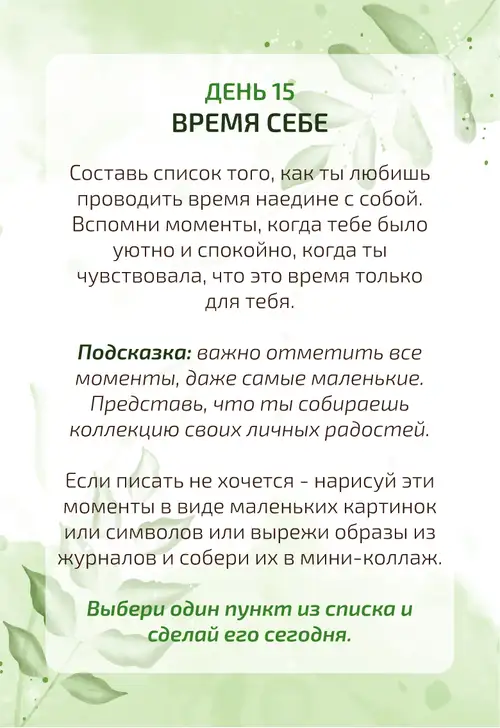 ДЕНЬ 15
ВРЕМЯ СЕБЕ
Составь список того, как ты любишь
проводить время наедине с собой.
Вспомни моменты, когда тебе было
уютно и спокойно, когда ты
чувствовала, что это время только
для тебя.
Подсказка: важно отметить все
моменты, даже самые маленькие.
Представь, что ты собираешь
коллекцию своих личных радостей.
Если писать не хочется - нарисуй эти
моменты в виде маленьких картинок
или символов или вырежи образы из
журналов и собери их в мини-коллаж.
Выбери один пункт из списка и
сделай его сегодня.